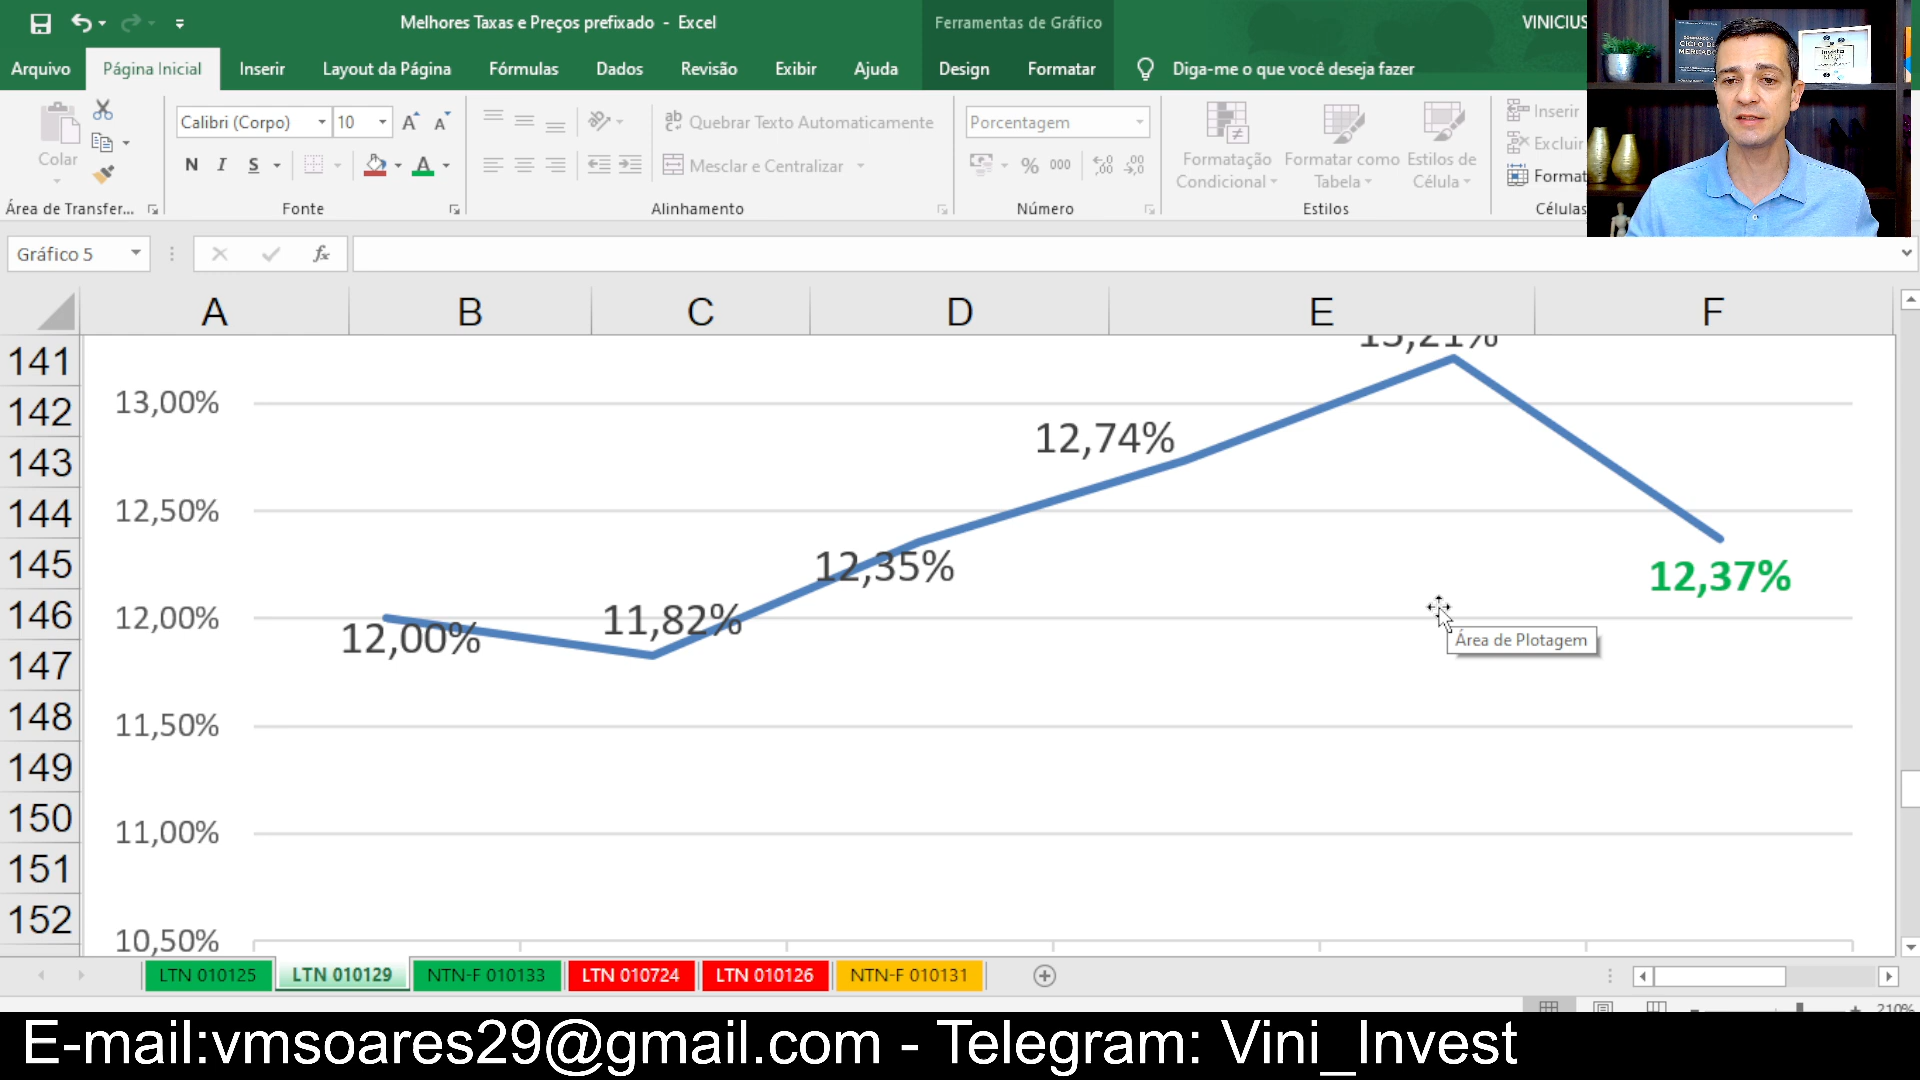 Melhores Taxas e Preços prefixado - Excel
Ferramentas de Gráfico
VINICIUS
Arquivo
Página Inicial
Inserir
Layout da Página
Fórmulas
Dados
Revisão
Exibir
Ajuda
Design
Formatar
Diga-me o que você deseja fazer
Colar
Área de Transfer...
Calibri (Corpo)
10
N I S
Fonte
Quebrar Texto Automaticamente
Mesclar e Centralizar
Alinhamento
Porcentagem
% 000
Número
Formatação Condicional
Formatar como Tabela
Estilos de Célula
Estilos
Inserir
Excluir
Format
Células
Gráfico 5
fx
A B C D E F
141
142
143
144
145
146
147
148
149
150
151
152
13,00%
12,50%
12,00%
11,50%
11,00%
10,50%
12,00%
11,82%
12,35%
12,74%
13,21%
12,37%
Área de Plotagem
LTN 010125
LTN 010129
NTN-F 010133
LTN 010724
LTN 010126
NTN-F 010131
210%
E-mail:vmsoares29@gmail.com - Telegram: Vini_Invest